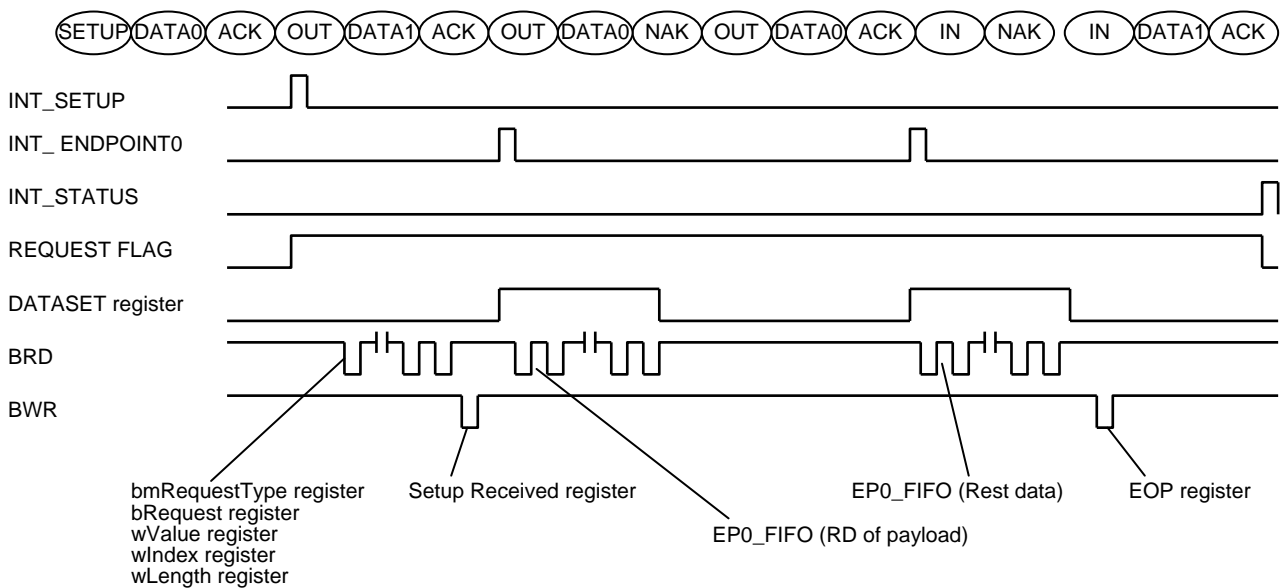 SETUP DATA0 ACK OUT DATA1 ACK OUT DATA0 NAK OUT DATA0 ACK IN NAK IN DATA1 ACK
INT_SETUP
INT_ ENDPOINT0
INT_STATUS
REQUEST FLAG
DATASET register
BRD
BWR
bmRequestType register
bRequest register
wValue register
wIndex register
wLength register
Setup Received register
EP0_FIFO (RD of payload)
EP0_FIFO (Rest data)
EOP register